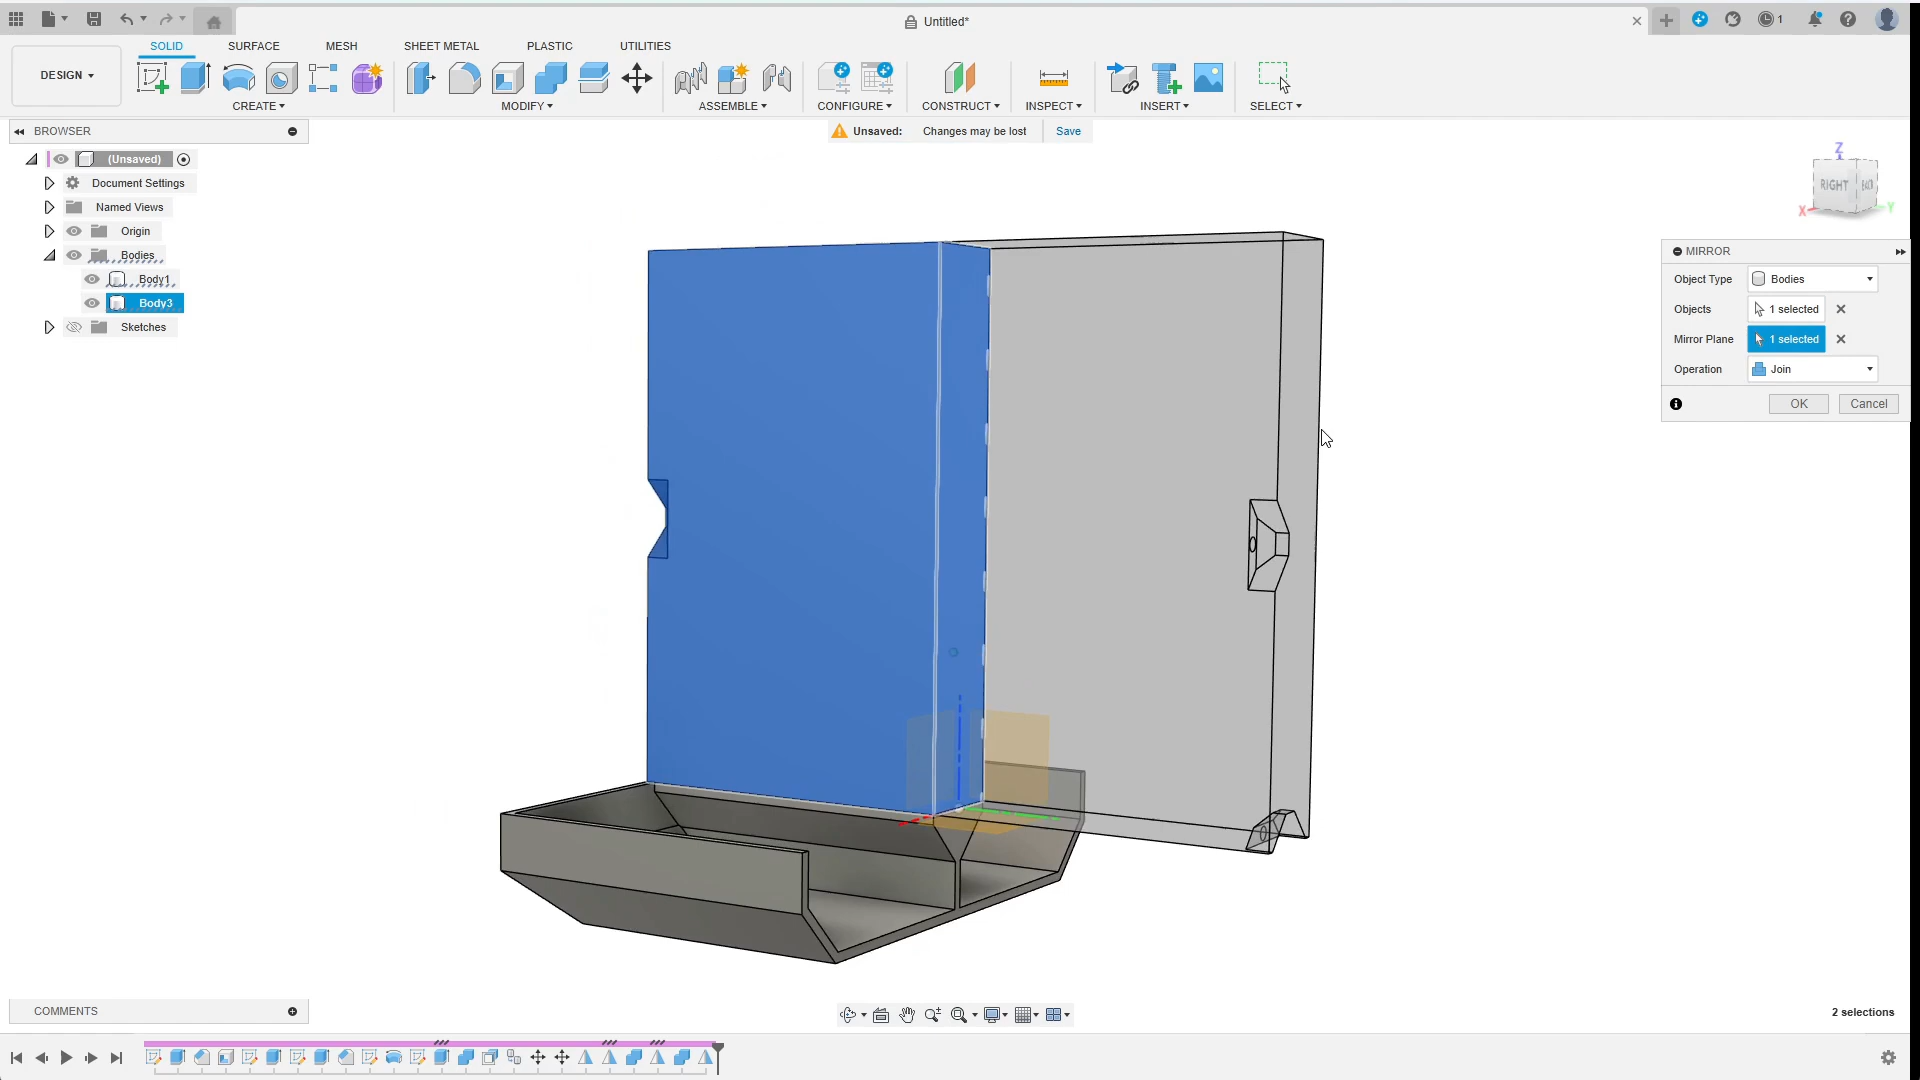 Untitled*
1
DESIGN
SOLID SURFACE MESH SHEET METAL PLASTIC UTILITIES
CREATE MODIFY ASSEMBLE CONFIGURE CONSTRUCT INSPECT INSERT SELECT
BROWSER
Unsaved: Changes may be lost Save
(Unsaved)
Document Settings
Named Views
Origin
Bodies
Body1
Body3
Sketches
Z
RIGHT BACK
X Y
MIRROR
Object Type Bodies
Objects 1 selected
Mirror Plane 1 selected
Operation Join
OK Cancel
COMMENTS
2 selections